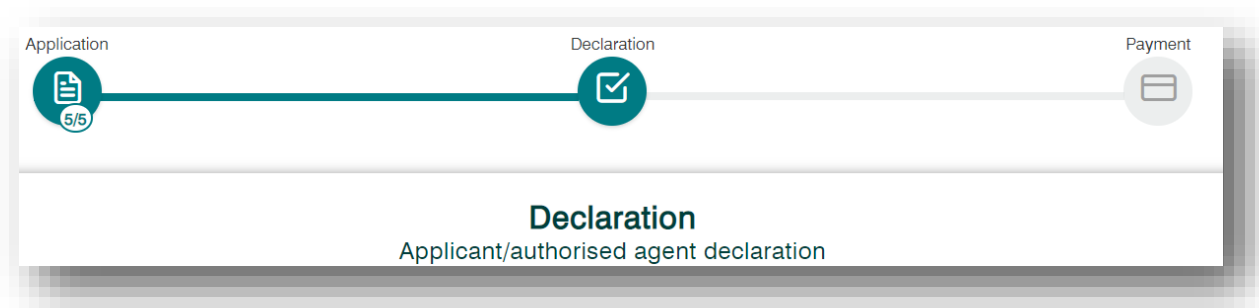 Application
Declaration
Payment
5/5
Declaration
Applicant/authorised agent declaration